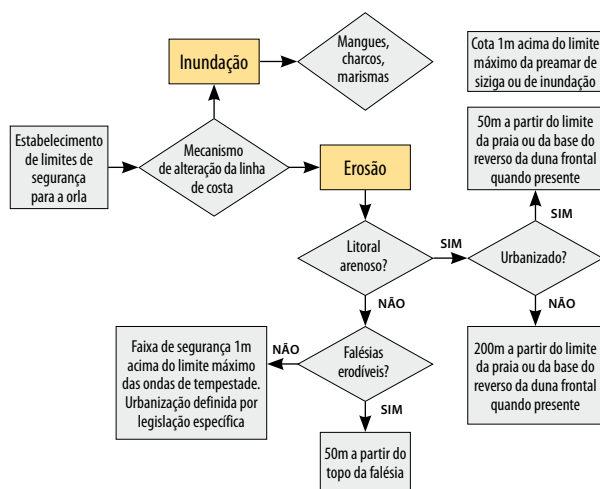 Inundação
Mangues,
charcos,
marismas
Cota 1m acima do limite
máximo da preamar de
siziga ou de inundação
Estabelecimento
de limites de
segurança
para a orla
Mecanismo
de alteração da linha
de costa
Erosão
50m a partir do limite
da praia ou da base do
reverso da duna frontal
quando presente
SIM
Litoral
arenoso?
SIM
Urbanizado?
NÃO
NÃO
Faixa de segurança 1m
acima do limite máximo
das ondas de tempestade.
Urbanização definida por
legislação específica
NÃO
Falésias
erodíveis?
200m a partir do limite
da praia ou da base do
reverso da duna frontal
quando presente
SIM
50m a partir do
topo da falésia